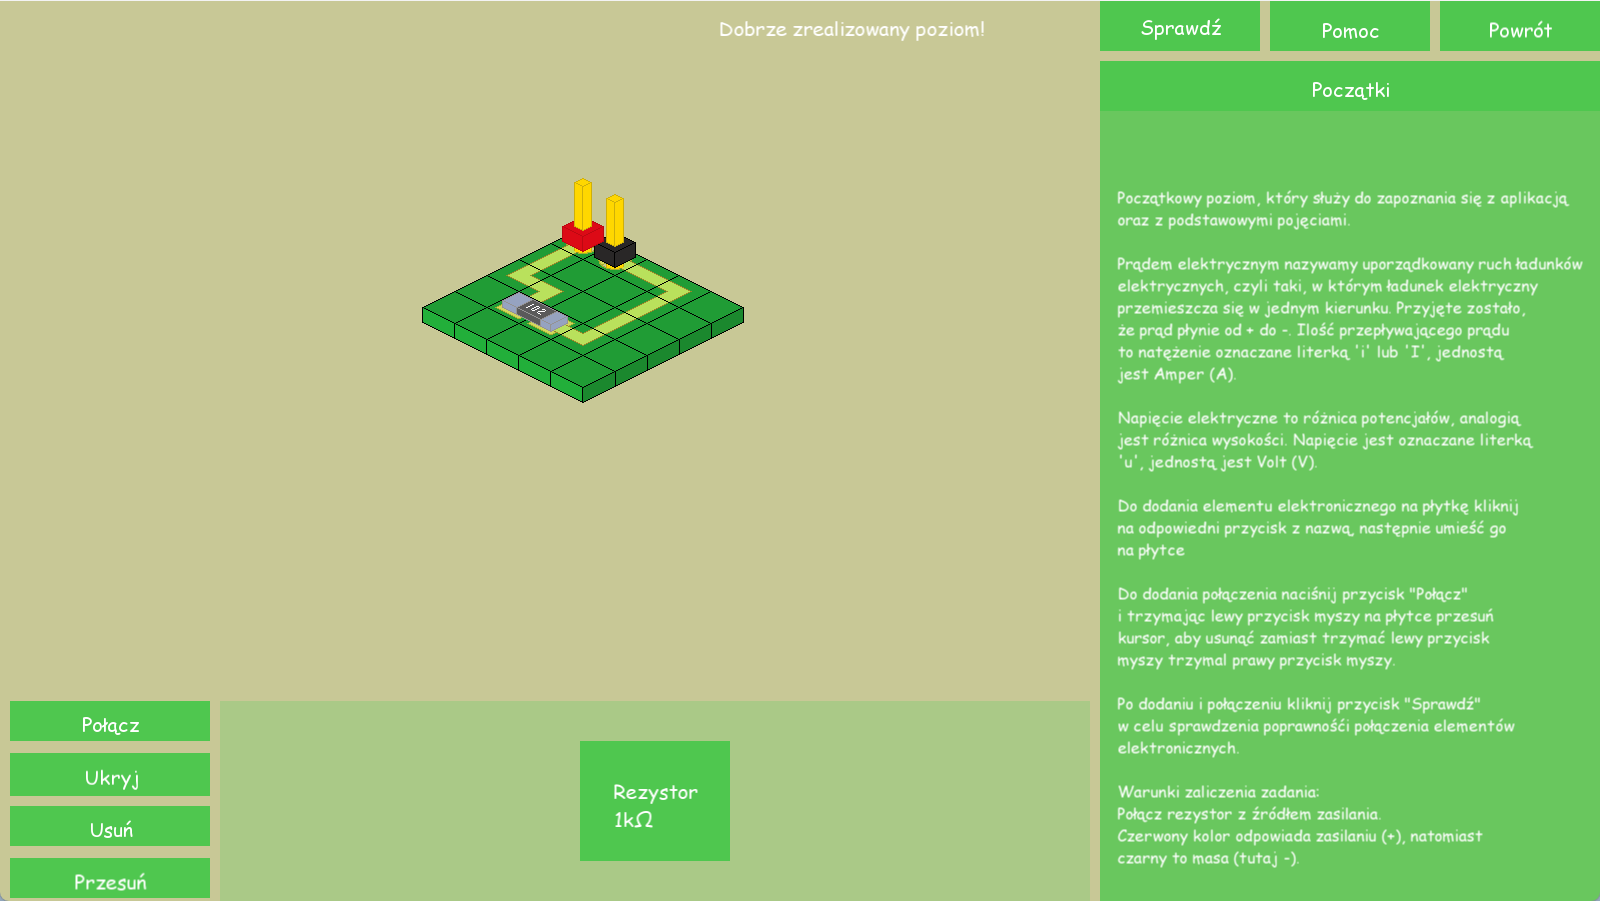 Dobrze zrealizowany poziom!
Sprawdź
Pomoc
Powrót
Początki
Początkowy poziom, który służy do zapoznania się z aplikacją
oraz z podstawowymi pojęciami.
Prądem elektrycznym nazywamy uporządkowany ruch ładunków
elektrycznych, czyli taki, w którym ładunek elektryczny
przemieszcza się w jednym kierunku. Przyjęte zostało,
że prąd płynie od + do -. Ilość przepływającego prądu
to natężenie oznaczane literką 'i' lub 'I', jednostą
jest Amper (A).
Napięcie elektryczne to różnica potencjałów, analogią
jest różnica wysokości. Napięcie jest oznaczane literką
'u', jednostą jest Volt (V).
Do dodania elementu elektronicznego na płytkę kliknij
na odpowiedni przycisk z nazwą, następnie umieść go
na płytce
Do dodania połączenia naciśnij przycisk "Połącz"
i trzymając lewy przycisk myszy na płytce przesuń
kursor, aby usunąć zamiast trzymać lewy przycisk
myszy trzymal prawy przycisk myszy.
Po dodaniu i połączeniu kliknij przycisk "Sprawdź"
w celu sprawdzenia poprawnośći połączenia elementów
elektronicznych.
Warunki zaliczenia zadania:
Połącz rezystor z źródłem zasilania.
Czerwony kolor odpowiada zasilaniu (+), natomiast
czarny to masa (tutaj -).
102
Połącz
Ukryj
Usuń
Przesuń
Rezystor
1kΩ